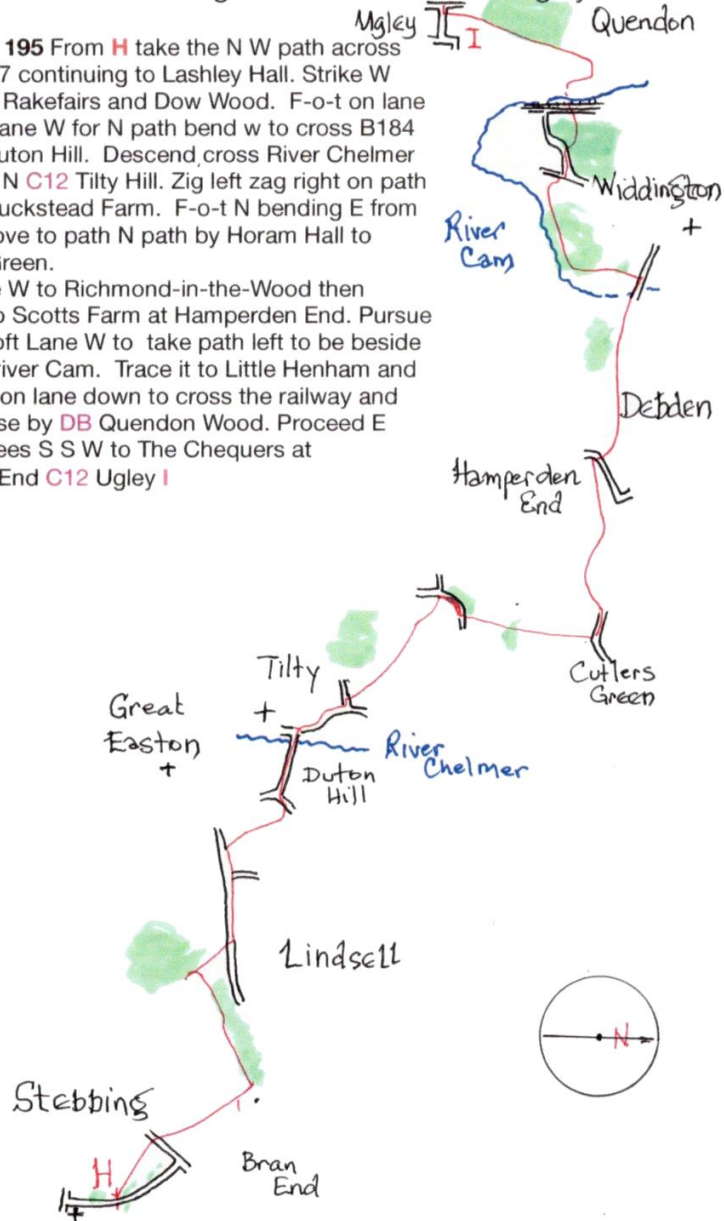 195 From H take the N W path across
7 continuing to Lashley Hall. Strike W
Rakefairs and Dow Wood. F-o-t on lane
ane W for N path bend w to cross B184
uton Hill. Descend, cross River Chelmer
N C12 Tilty Hill. Zig left zag right on path
uckstead Farm. F-o-t N bending E from
ove to path N path by Horam Hall to
reen.
W to Richmond-in-the-Wood then
o Scotts Farm at Hamperden End. Pursue
oft Lane W to take path left to be beside
iver Cam. Trace it to Little Henham and
on lane down to cross the railway and
se by DB Quendon Wood. Proceed E
ees S S W to The Chequers at
End C12 Ugley I
Ugley
I
Quendon
Widdington
+
River
Cam
Debden
Hamperden
End
Cutlers
Green
Tilty
+
Great
Easton
+
River
Chelmer
Duton
Hill
Lindsell
N
Stebbing
H
Bran
End
+